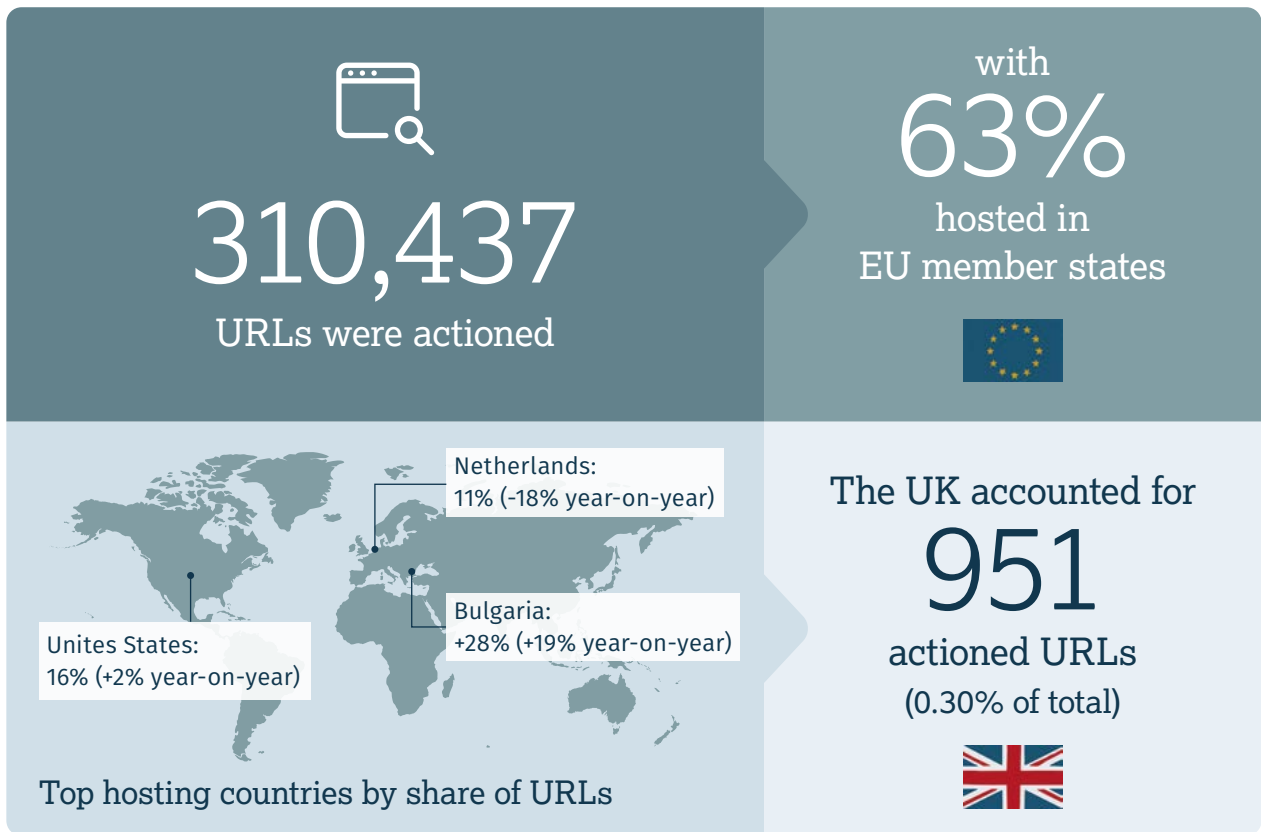 310,437
URLs were actioned
with
63%
hosted in
EU member states
Netherlands:
11% (-18% year-on-year)
Bulgaria:
+28% (+19% year-on-year)
Unites States:
16% (+2% year-on-year)
Top hosting countries by share of URLs
The UK accounted for
951
actioned URLs
(0.30% of total)